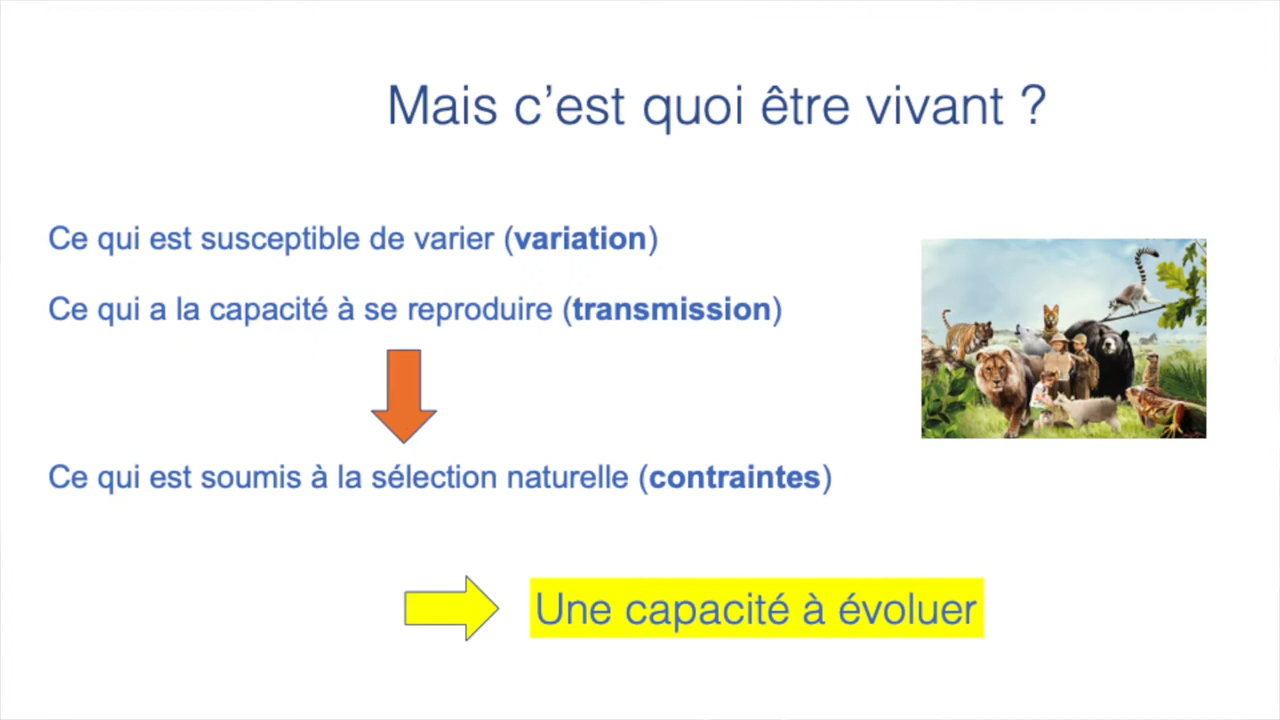 Mais c’est quoi être vivant ?
Ce qui est susceptible de varier (variation)
Ce qui a la capacité à se reproduire (transmission)
Ce qui est soumis à la sélection naturelle (contraintes)
Une capacité à évoluer